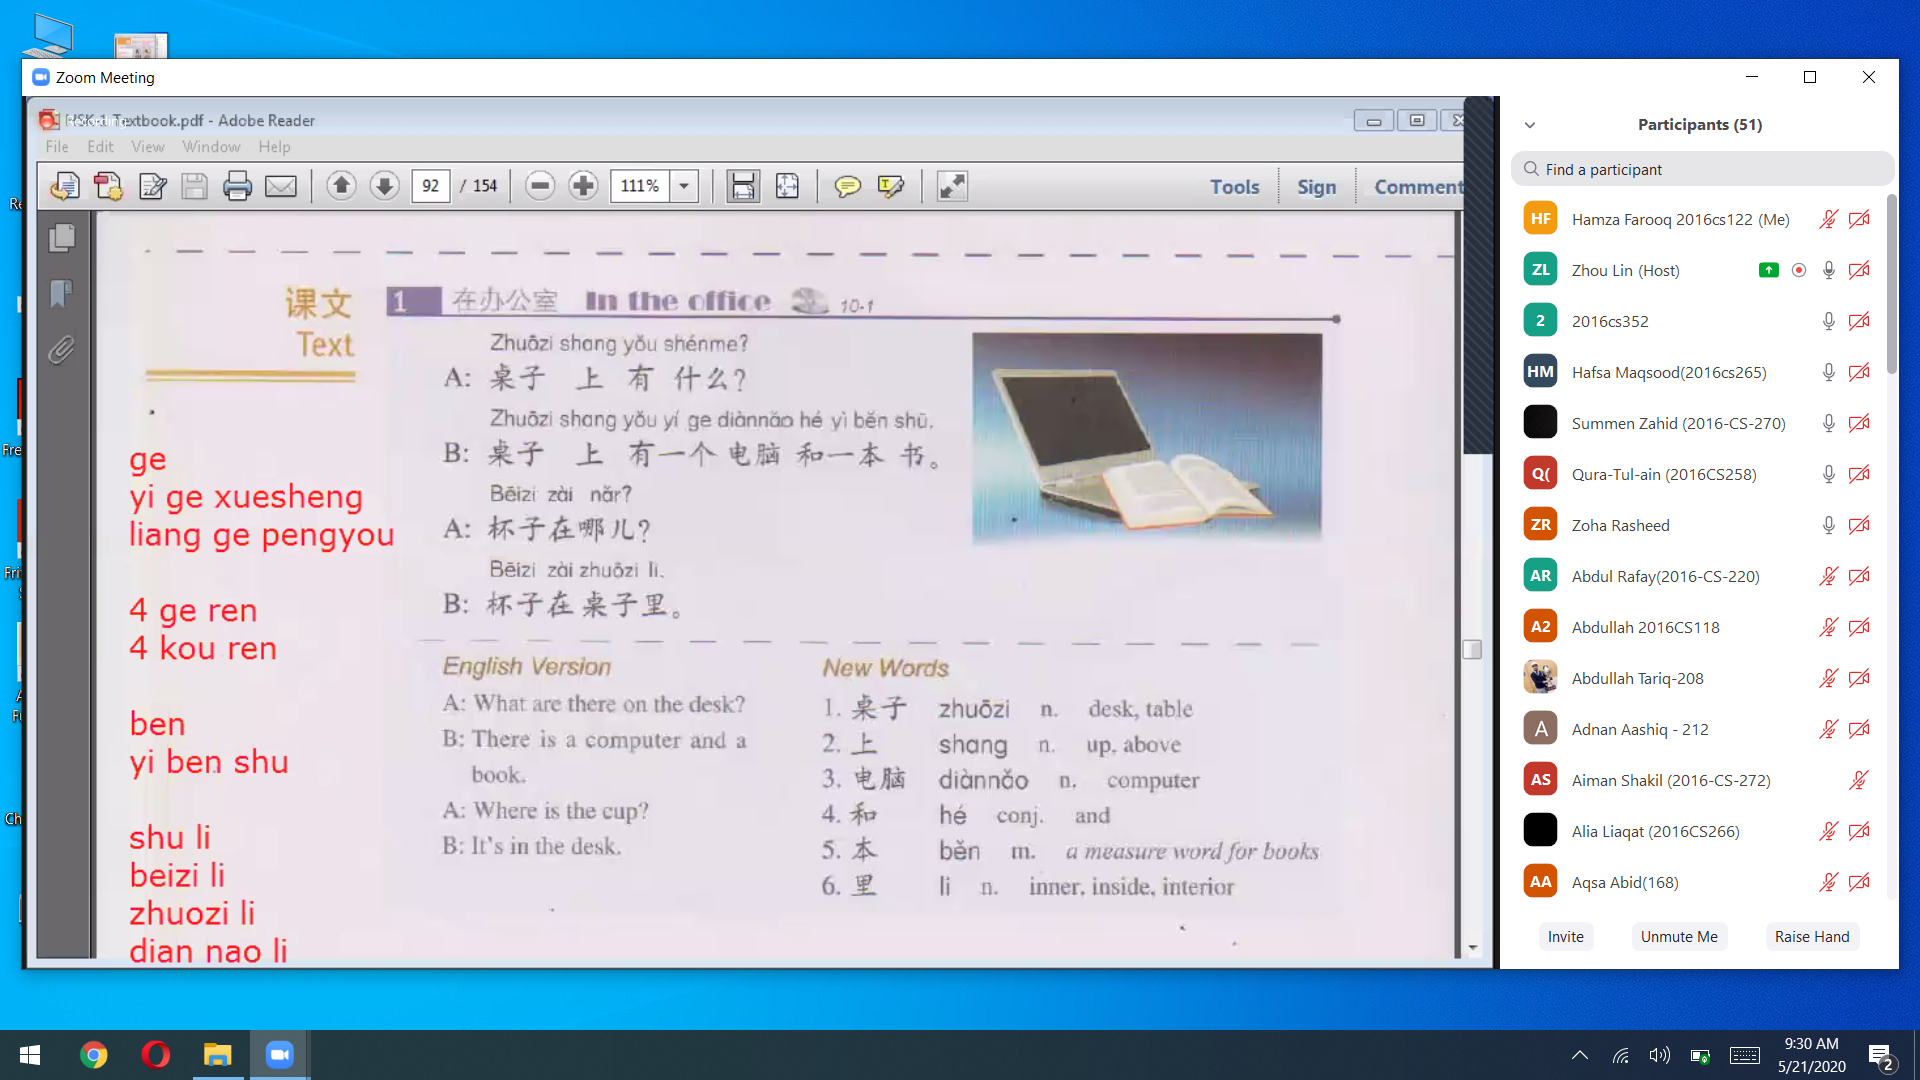 Zoom Meeting
HSK 1 Textbook.pdf - Adobe Reader
Recording
File Edit View Window Help
92 / 154
111%
Tools Sign Comment
课文
Text
1 在办公室 In the office 10-1
Zhuōzi shang yǒu shénme?
A: 桌子 上 有 什么?
Zhuōzi shang yǒu yí ge diànnǎo hé yì běn shū.
B: 桌子 上 有一个 电脑 和一本 书。
Bēizi zài nǎr?
A: 杯子在哪儿?
Bēizi zài zhuōzi li.
B: 杯子在桌子里。
ge
yi ge xuesheng
liang ge pengyou
4 ge ren
4 kou ren
ben
yi ben shu
shu li
beizi li
zhuozi li
dian nao li
English Version
A: What are there on the desk?
B: There is a computer and a
book.
A: Where is the cup?
B: It's in the desk.
New Words
1. 桌子 zhuōzi n. desk, table
2. 上 shang n. up, above
3. 电脑 diànnǎo n. computer
4. 和 hé conj. and
5. 本 běn m. a measure word for books
6. 里 li n. inner, inside, interior
Participants (51)
Find a participant
HF Hamza Farooq 2016cs122 (Me)
ZL Zhou Lin (Host)
2 2016cs352
HM Hafsa Maqsood(2016cs265)
Summen Zahid (2016-CS-270)
Q( Qura-Tul-ain (2016CS258)
ZR Zoha Rasheed
AR Abdul Rafay(2016-CS-220)
A2 Abdullah 2016CS118
Abdullah Tariq-208
A Adnan Aashiq - 212
AS Aiman Shakil (2016-CS-272)
Alia Liaqat (2016CS266)
AA Aqsa Abid(168)
Invite Unmute Me Raise Hand
9:30 AM
5/21/2020
2